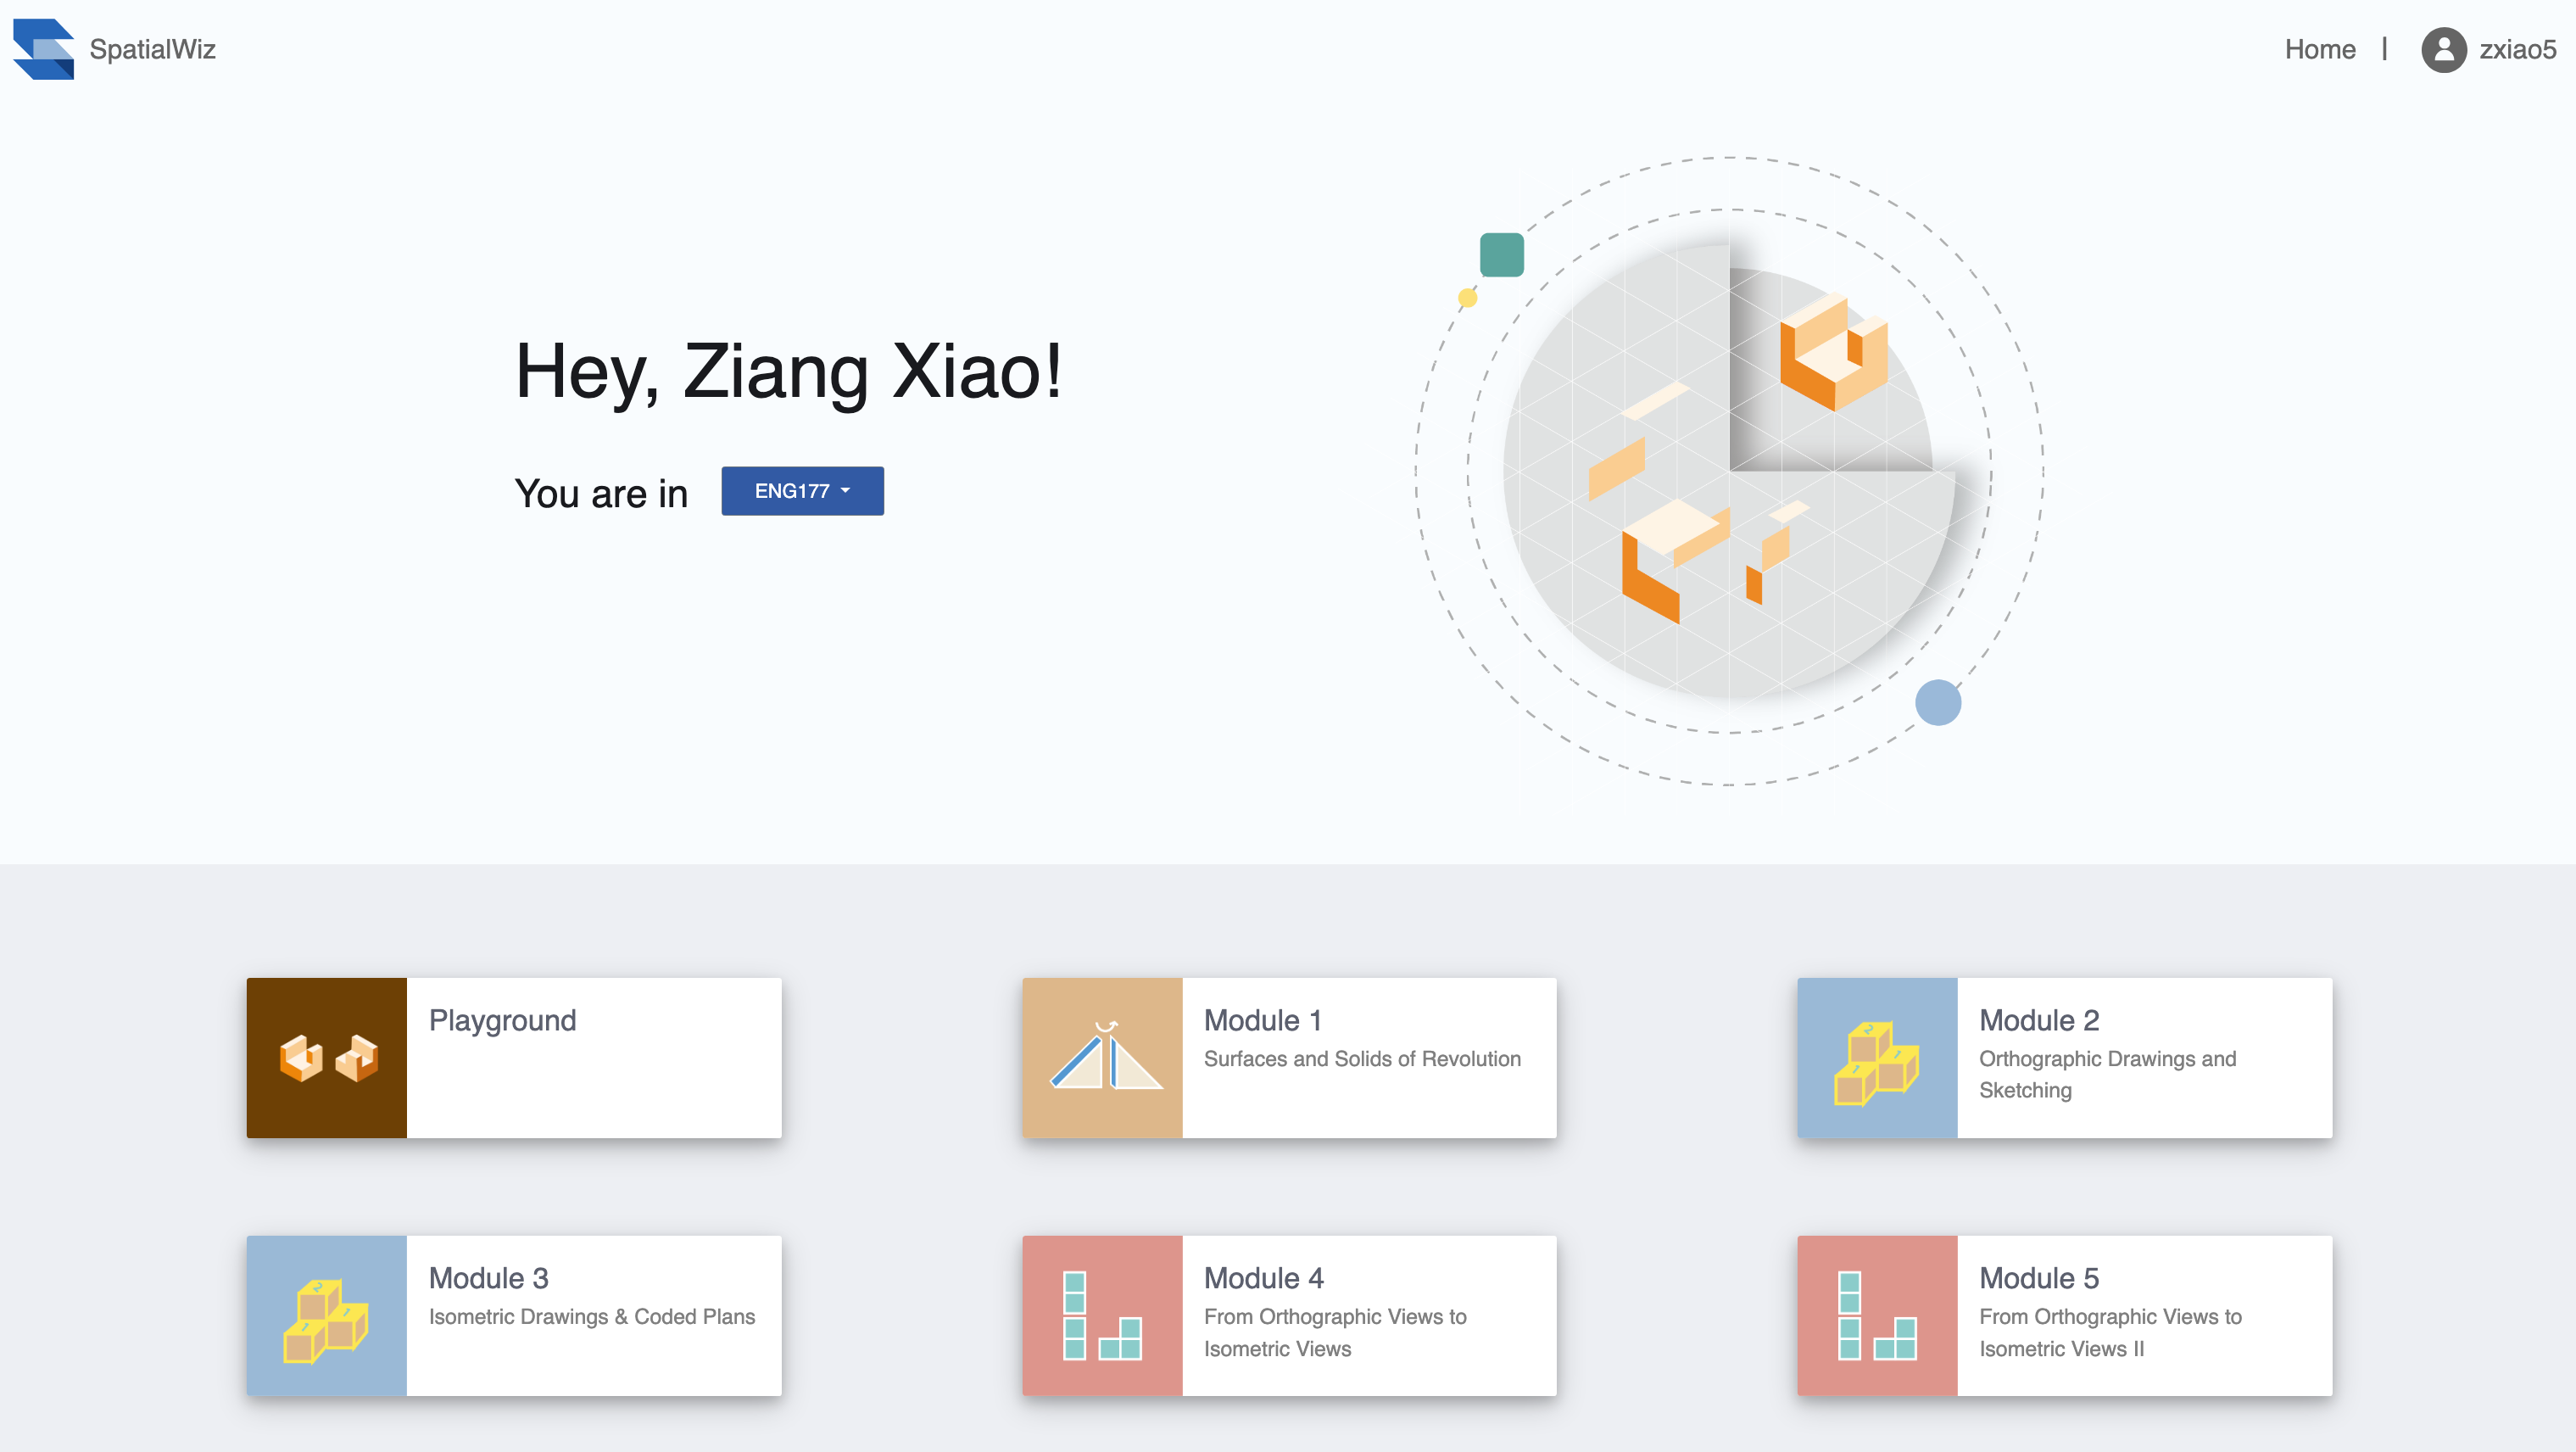 SpatialWiz
Home | zxiao5
Hey, Ziang Xiao!
You are in ENG177
Playground
Module 1
Surfaces and Solids of Revolution
Module 2
Orthographic Drawings and
Sketching
Module 3
Isometric Drawings & Coded Plans
Module 4
From Orthographic Views to
Isometric Views
Module 5
From Orthographic Views to
Isometric Views II